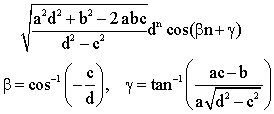 √((a²d² + b² − 2abc)/(d² − c²)) dⁿ cos(βn + γ)
β = cos⁻¹(−c/d), γ = tan⁻¹((ac − b)/(a√(d² − c²)))